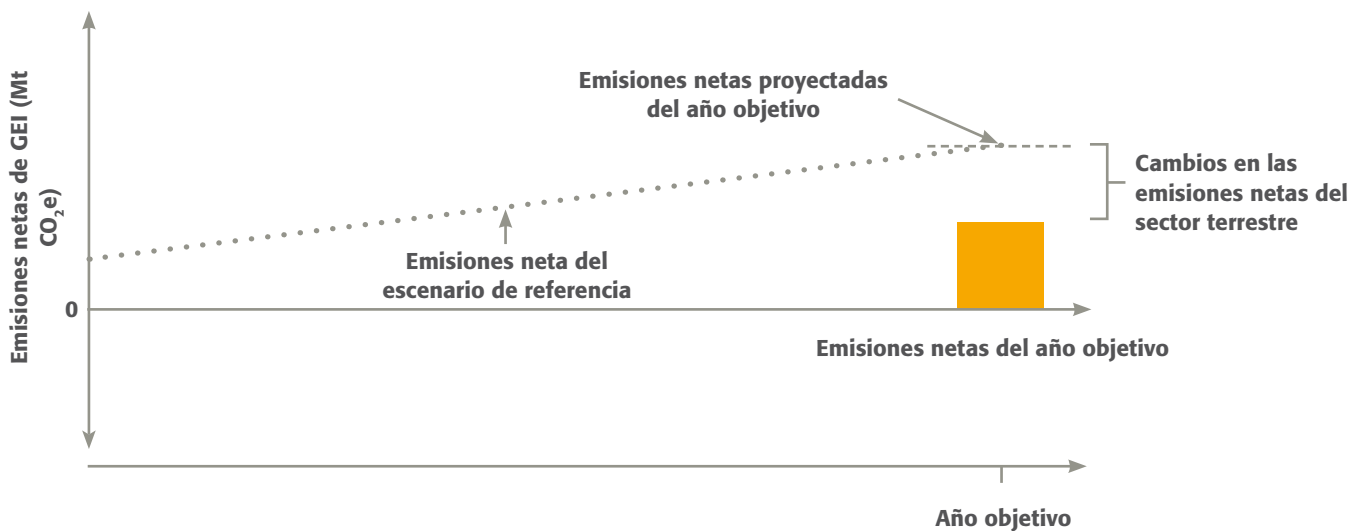 Emisiones netas de GEI (Mt
CO₂e)
Emisiones netas proyectadas
del año objetivo
Cambios en las
emisiones netas del
sector terrestre
Emisiones neta del
escenario de referencia
0
Emisiones netas del año objetivo
Año objetivo